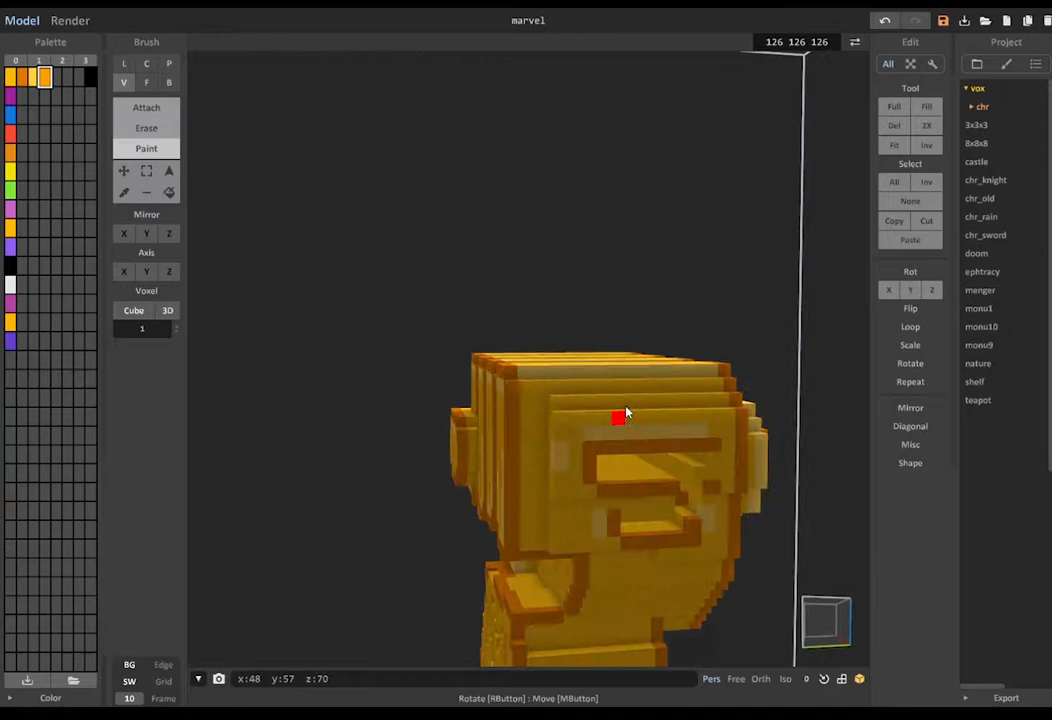 Model Render marvel
Palette Brush 126 126 126 Edit Project
0 1 2 3 L C P All
V F B Tool vox
Attach Full Fill chr
Erase Del 2X 3x3x3
Paint Fit Inv 8x8x8
Select castle
All Inv chr_knight
None chr_old
Mirror Copy Cut chr_rain
X Y Z Paste chr_sword
Axis doom
X Y Z Rot ephtracy
Voxel X Y Z menger
Cube 3D Flip monu1
1 Loop monu10
Scale monu9
Rotate nature
Repeat shelf
Mirror teapot
Diagonal
Misc
Shape
BG Edge
SW Grid x:48 y:57 z:70 Pers Free Orth Iso 0
Color 10 Frame Rotate [RButton] : Move [MButton] Export